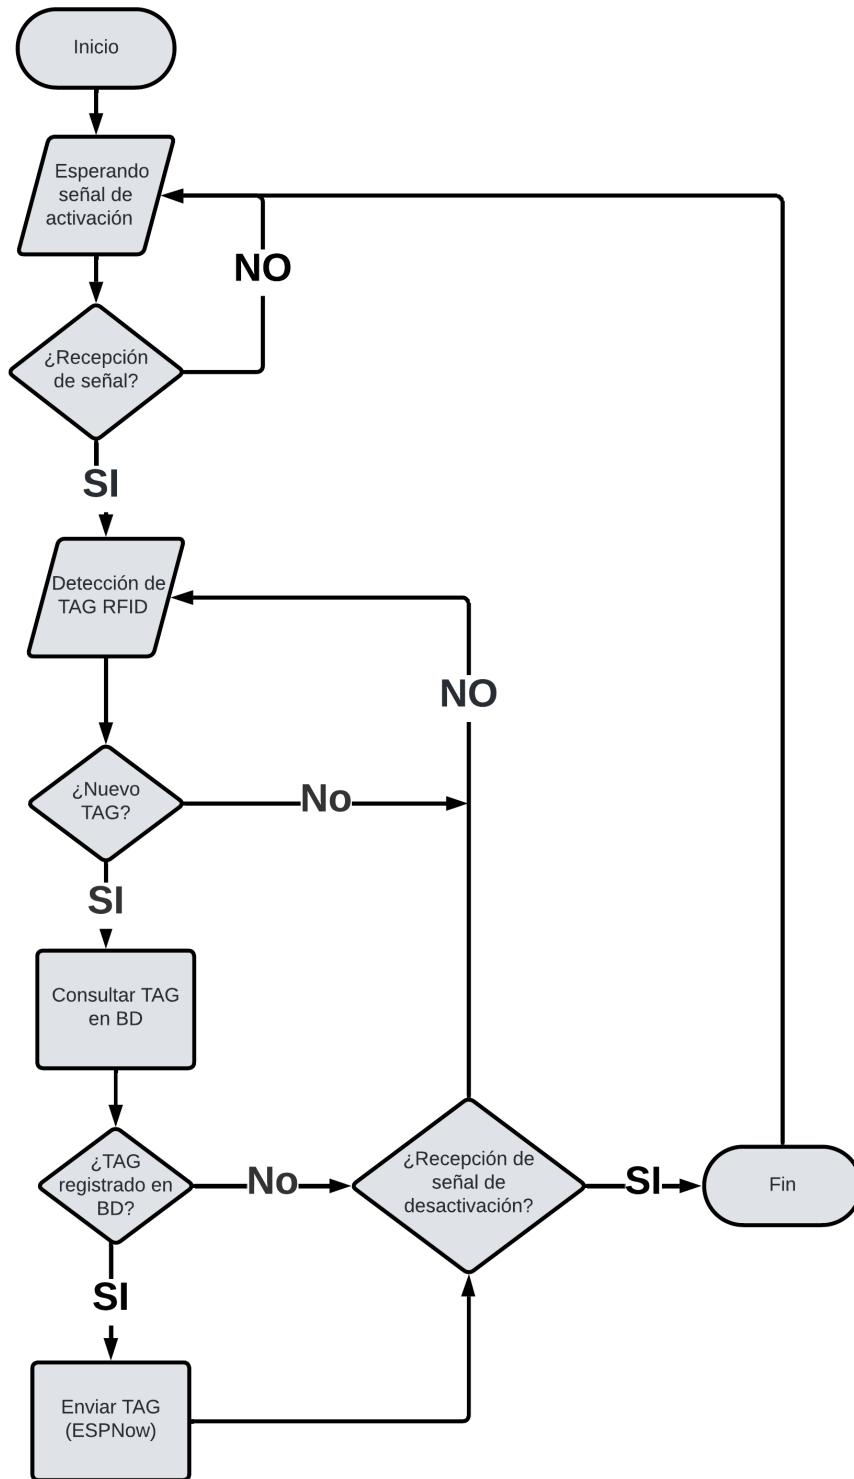 Inicio
Esperando
señal de
activación
NO
¿Recepción
de señal?
SI
Detección de
TAG RFID
NO
¿Nuevo
TAG?
No
SI
Consultar TAG
en BD
¿TAG
registrado en
BD?
No
¿Recepción de
señal de
desactivación?
SI
Fin
SI
Enviar TAG
(ESPNow)